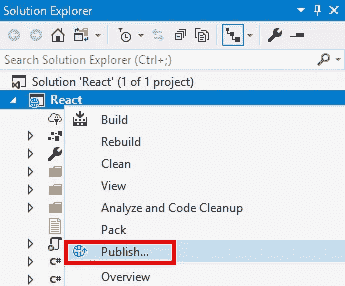 Solution Explorer
Search Solution Explorer (Ctrl+;)
Solution 'React' (1 of 1 project)
React
Build
Rebuild
Clean
View
Analyze and Code Cleanup
Pack
Publish...
Overview
C#
C#